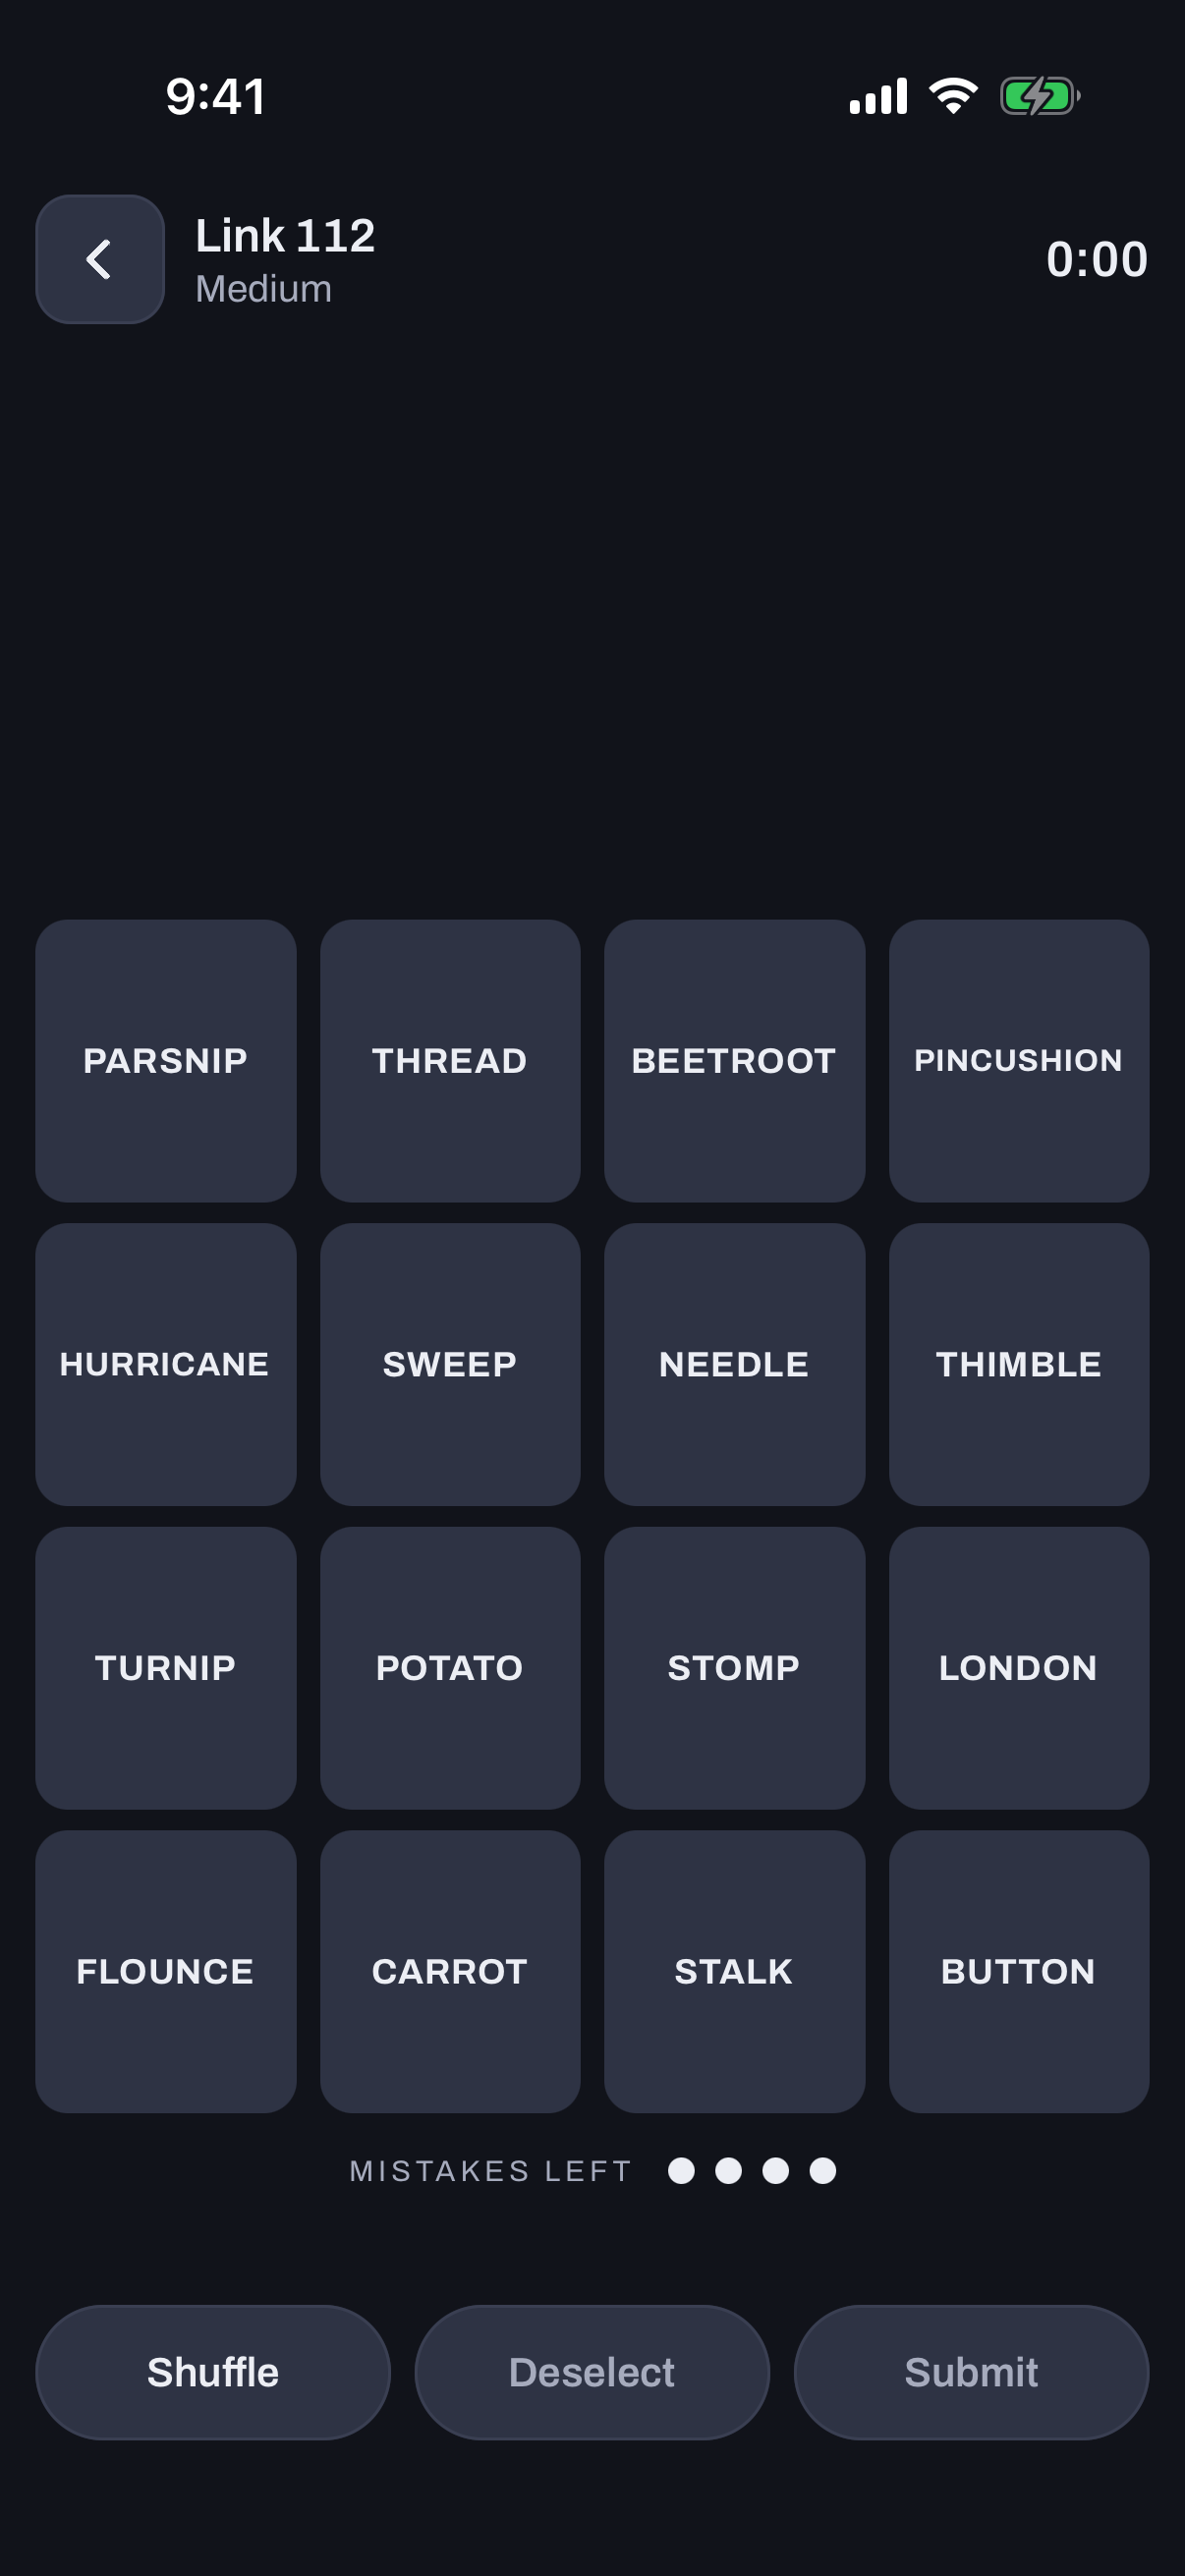 9:41
Link 112
Medium
0:00
PARSNIP THREAD BEETROOT PINCUSHION
HURRICANE SWEEP NEEDLE THIMBLE
TURNIP POTATO STOMP LONDON
FLOUNCE CARROT STALK BUTTON
MISTAKES LEFT
Shuffle Deselect Submit